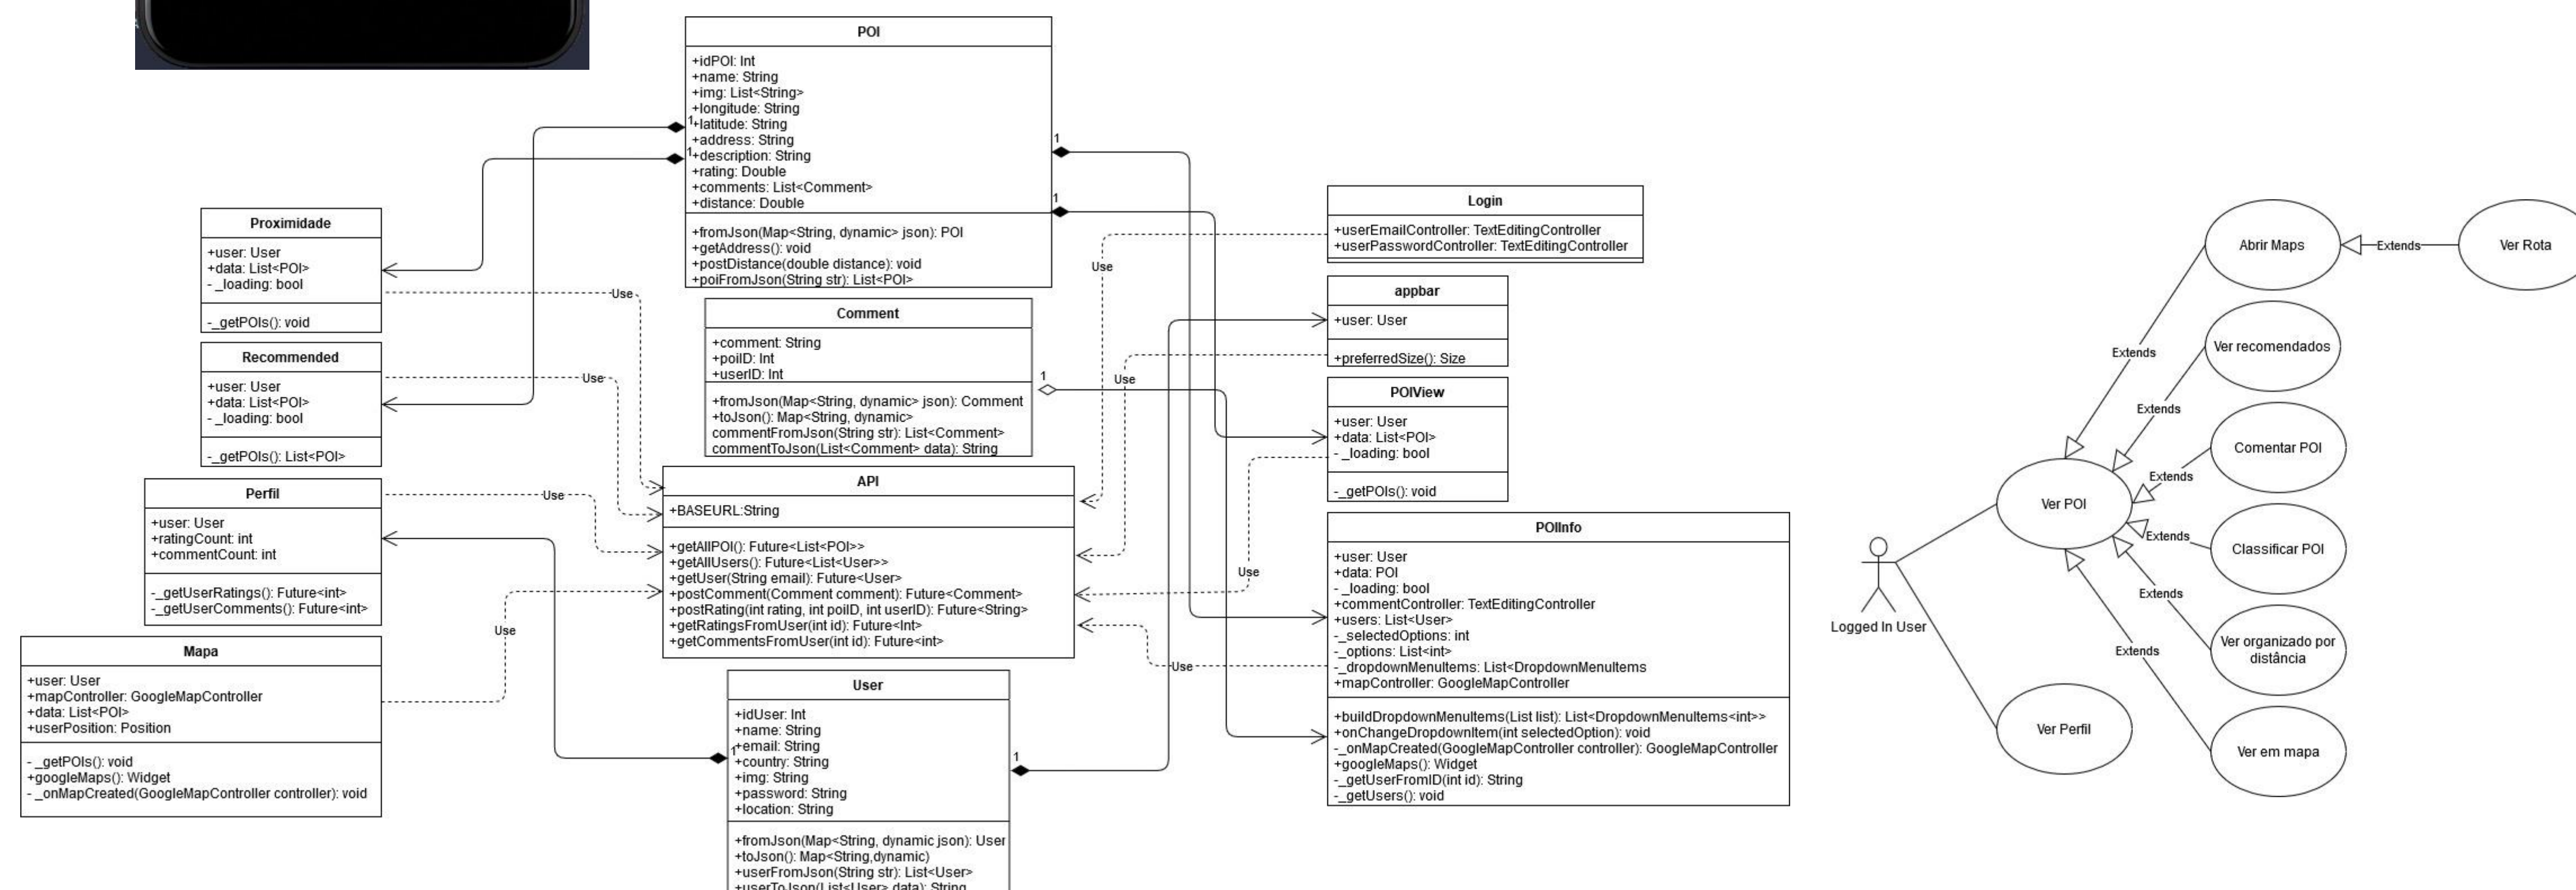 POI
+idPOI: Int
+name: String
+img: List<String>
+longitude: String
+latitude: String
+address: String
+description: String
+rating: Double
+comments: List<Comment>
+distance: Double
+fromJson(Map<String, dynamic> json): POI
+getAddress(): void
+postDistance(double distance): void
+poiFromJson(String str): List<POI>
1
1
1
1
Proximidade
+user: User
+data: List<POI>
- _loading: bool
-_getPOIs(): void
Use
Recommended
+user: User
+data: List<POI>
- _loading: bool
-_getPOIs(): List<POI>
Use
Perfil
+user: User
+ratingCount: int
+commentCount: int
-_getUserRatings(): Future<int>
-_getUserComments(): Future<int>
Use
Mapa
+user: User
+mapController: GoogleMapController
+data: List<POI>
+userPosition: Position
- _getPOIs(): void
+googleMaps(): Widget
- _onMapCreated(GoogleMapController controller): void
Use
Comment
+comment: String
+poiID: Int
+userID: Int
+fromJson(Map<String, dynamic> json): Comment
+toJson(): Map<String, dynamic>
commentFromJson(String str): List<Comment>
commentToJson(List<Comment> data): String
1
API
+BASEURL:String
+getAllPOI(): Future<List<POI>>
+getAllUsers(): Future<List<User>>
+getUser(String email): Future<User>
+postComment(Comment comment): Future<Comment>
+postRating(int rating, int poiID, int userID): Future<String>
+getRatingsFromUser(int id): Future<Int>
+getCommentsFromUser(int id): Future<int>
User
+idUser: Int
+name: String
+email: String
+country: String
+img: String
+password: String
+location: String
+fromJson(Map<String, dynamic json): User
+toJson(): Map<String,dynamic)
+userFromJson(String str): List<User>
+userToJson(List<User> data): String
1
1
Login
+userEmailController: TextEditingController
+userPasswordController: TextEditingController
Use
appbar
+user: User
+preferredSize(): Size
Use
POIView
+user: User
+data: List<POI>
- _loading: bool
-_getPOIs(): void
Use
POIInfo
+user: User
+data: POI
-_loading: bool
+commentController: TextEditingController
+users: List<User>
-_selectedOptions: int
-_options: List<int>
-_dropdownMenuItems: List<DropdownMenuItems
+mapController: GoogleMapController
+buildDropdownMenuItems(List list): List<DropdownMenuItems<int>>
+onChangeDropdownItem(int selectedOption): void
-_onMapCreated(GoogleMapController controller): GoogleMapController
+googleMaps(): Widget
-_getUserFromID(int id): String
-_getUsers(): void
Use
Abrir Maps
Extends
Ver Rota
Extends
Ver recomendados
Extends
Comentar POI
Extends
Ver POI
Classificar POI
Extends
Extends
Logged In User
Ver organizado por
distância
Extends
Ver Perfil
Ver em mapa